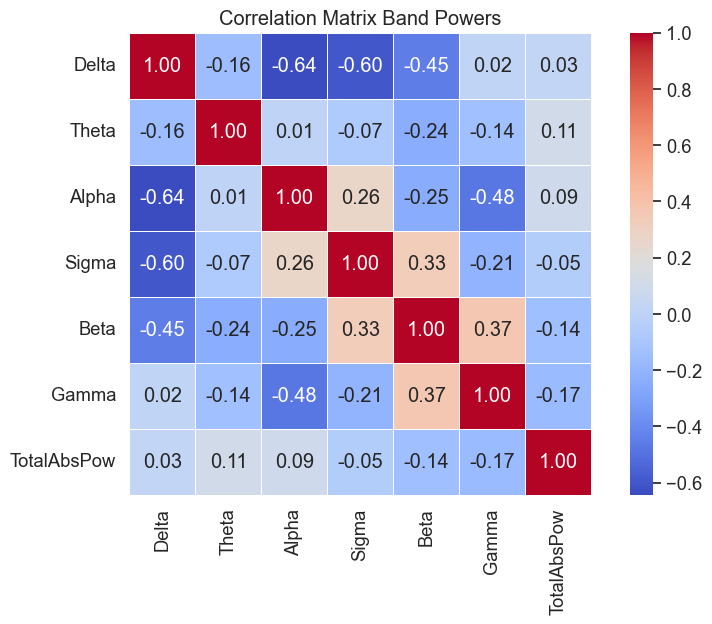 Correlation Matrix Band Powers
Delta 1.00 -0.16 -0.64 -0.60 -0.45 0.02 0.03
Theta -0.16 1.00 0.01 -0.07 -0.24 -0.14 0.11
Alpha -0.64 0.01 1.00 0.26 -0.25 -0.48 0.09
Sigma -0.60 -0.07 0.26 1.00 0.33 -0.21 -0.05
Beta -0.45 -0.24 -0.25 0.33 1.00 0.37 -0.14
Gamma 0.02 -0.14 -0.48 -0.21 0.37 1.00 -0.17
TotalAbsPow 0.03 0.11 0.09 -0.05 -0.14 -0.17 1.00
Delta Theta Alpha Sigma Beta Gamma TotalAbsPow
1.0
0.8
0.6
0.4
0.2
0.0
−0.2
−0.4
−0.6